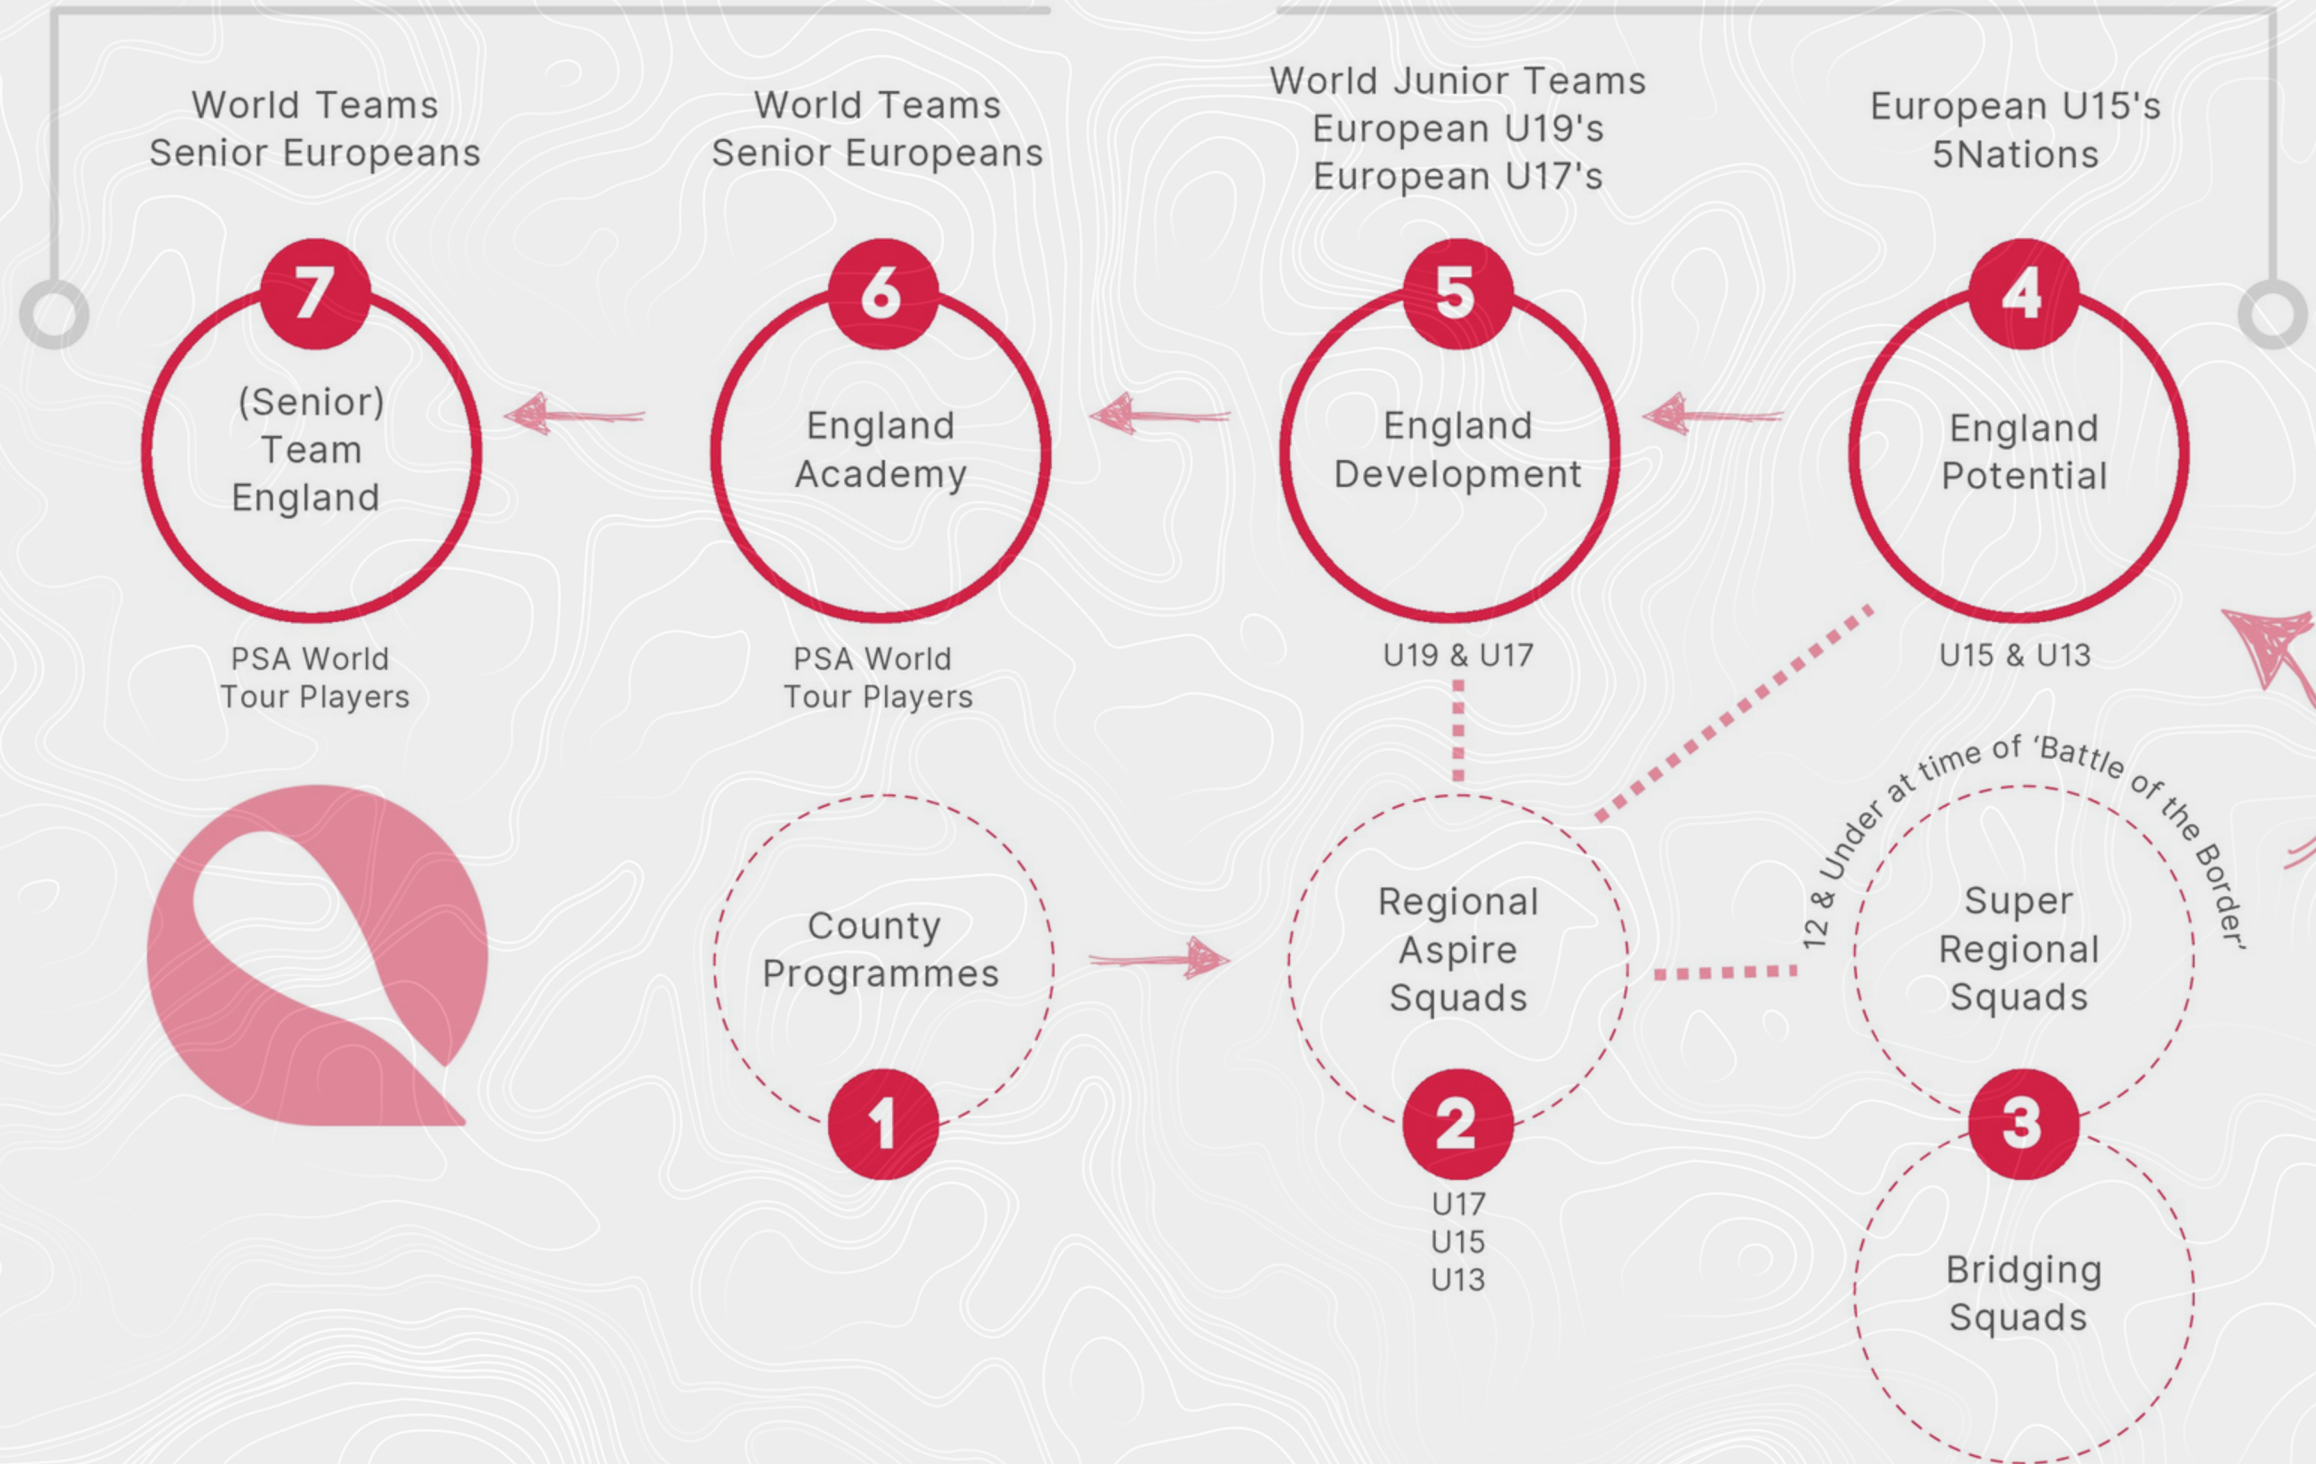 World Teams
Senior Europeans
World Teams
Senior Europeans
World Junior Teams
European U19's
European U17's
European U15's
5Nations
7
(Senior)
Team
England
6
England
Academy
5
England
Development
4
England
Potential
PSA World
Tour Players
PSA World
Tour Players
U19 & U17
U15 & U13
County
Programmes
1
Regional
Aspire
Squads
2
U17
U15
U13
12 & Under at time of ‘Battle of the Border’
Super
Regional
Squads
3
Bridging
Squads